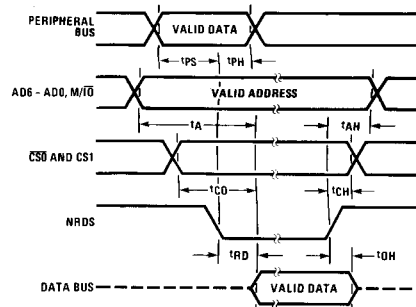 PERIPHERAL
BUS
VALID DATA
tPS
tPH
AD6 - AD0, M/IO
VALID ADDRESS
tA
tAH
CS0 AND CS1
tCO
tCH
NRDS
tRD
tOH
DATA BUS
VALID DATA